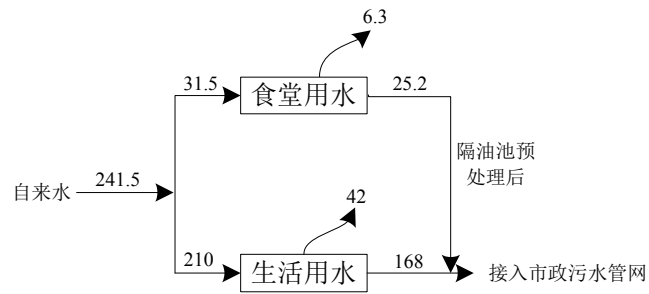 6.3
31.5
食堂用水
25.2
隔油池预
处理后
自来水
241.5
42
210
生活用水
168
接入市政污水管网